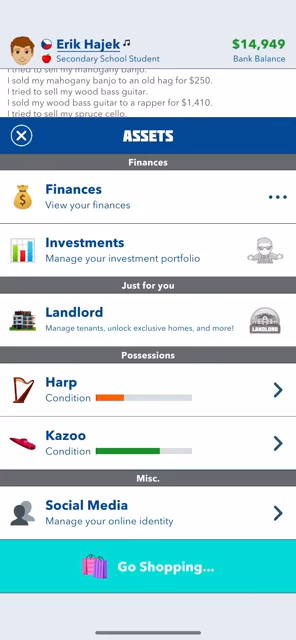 Erik Hajek
$14,949
Secondary School Student
Bank Balance
I tried to sell my mahogany banjo.
I sold my mahogany banjo to an old hag for $250.
I tried to sell my wood bass guitar.
I sold my wood bass guitar to a rapper for $1,410.
I tried to sell my spruce cello.
ASSETS
Finances
Finances
View your finances
Investments
Manage your investment portfolio
Just for you
Landlord
Manage tenants, unlock exclusive homes, and more!
LANDLORD
Possessions
Harp
Condition
Kazoo
Condition
Misc.
Social Media
Manage your online identity
Go Shopping...